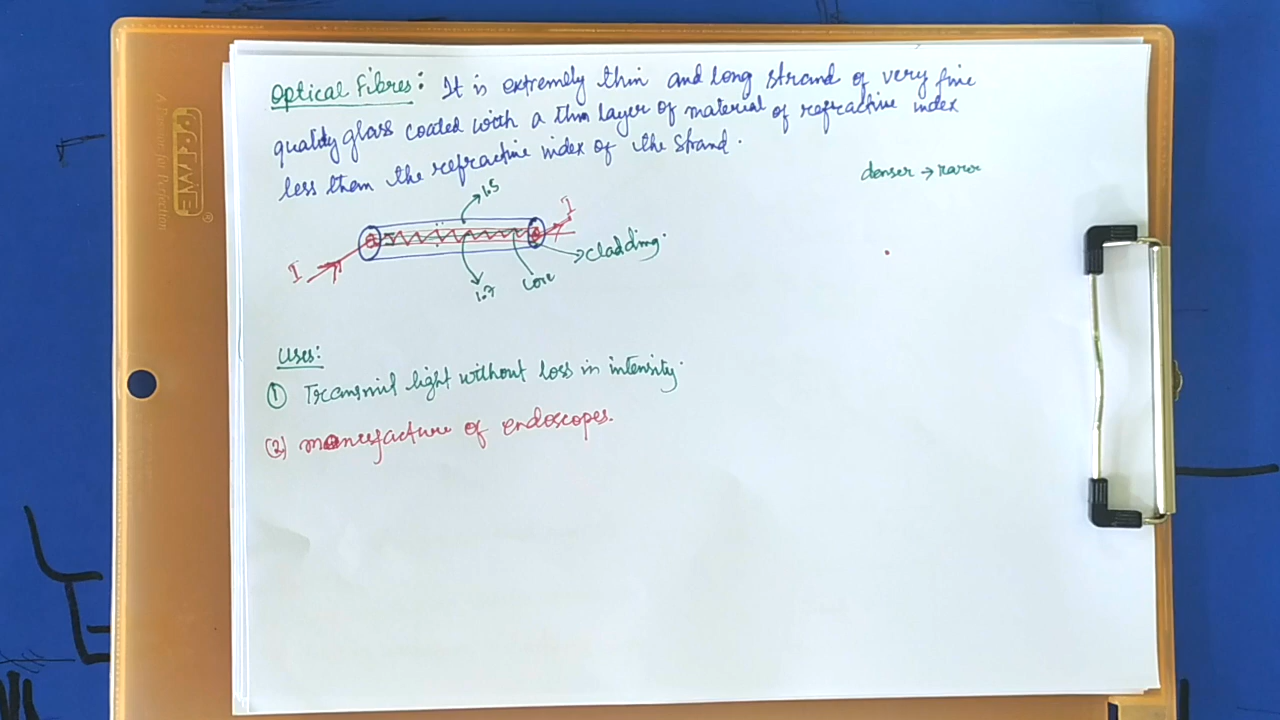 Optical Fibres: It is extremely thin and long strand of very fine
quality glass coated with a thin layer of material of refractive index
less them the refractive index of the strand.
denser → rarer
1.5
I
I
cladding.
1.7
core
Uses:
① Transmit light without loss in intensity.
(2) manufacture of endoscopes.
PRIME
®